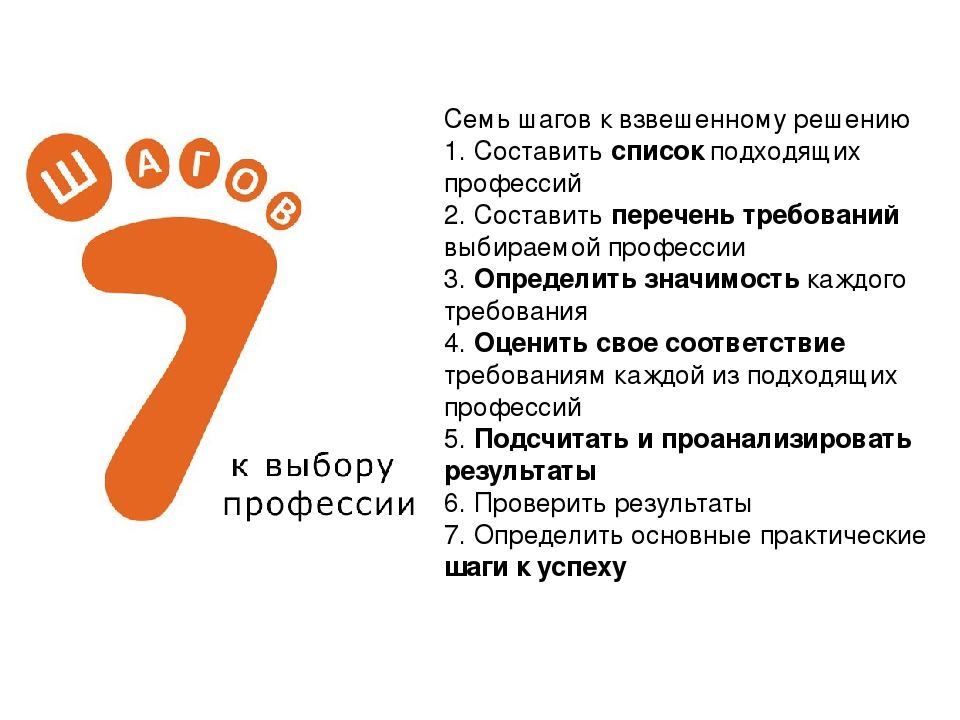 ШАГОВ
7
к выбору
профессии
Семь шагов к взвешенному решению
1. Составить список подходящих
профессий
2. Составить перечень требований
выбираемой профессии
3. Определить значимость каждого
требования
4. Оценить свое соответствие
требованиям каждой из подходящих
профессий
5. Подсчитать и проанализировать
результаты
6. Проверить результаты
7. Определить основные практические
шаги к успеху